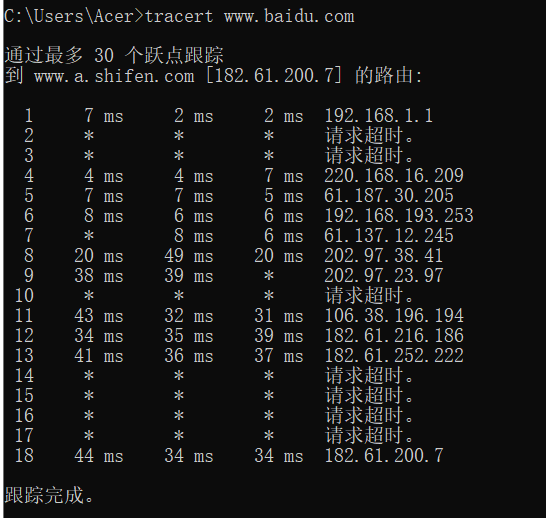 C:\Users\Acer>tracert www.baidu.com
通过最多 30 个跃点跟踪
到 www.a.shifen.com [182.61.200.7] 的路由:
1 7 ms 2 ms 2 ms 192.168.1.1
2 * * * 请求超时。
3 * * * 请求超时。
4 4 ms 4 ms 7 ms 220.168.16.209
5 7 ms 7 ms 5 ms 61.187.30.205
6 8 ms 6 ms 6 ms 192.168.193.253
7 * 8 ms 6 ms 61.137.12.245
8 20 ms 49 ms 20 ms 202.97.38.41
9 38 ms 39 ms * 202.97.23.97
10 * * * 请求超时。
11 43 ms 32 ms 31 ms 106.38.196.194
12 34 ms 35 ms 39 ms 182.61.216.186
13 41 ms 36 ms 37 ms 182.61.252.222
14 * * * 请求超时。
15 * * * 请求超时。
16 * * * 请求超时。
17 * * * 请求超时。
18 44 ms 34 ms 34 ms 182.61.200.7
跟踪完成。